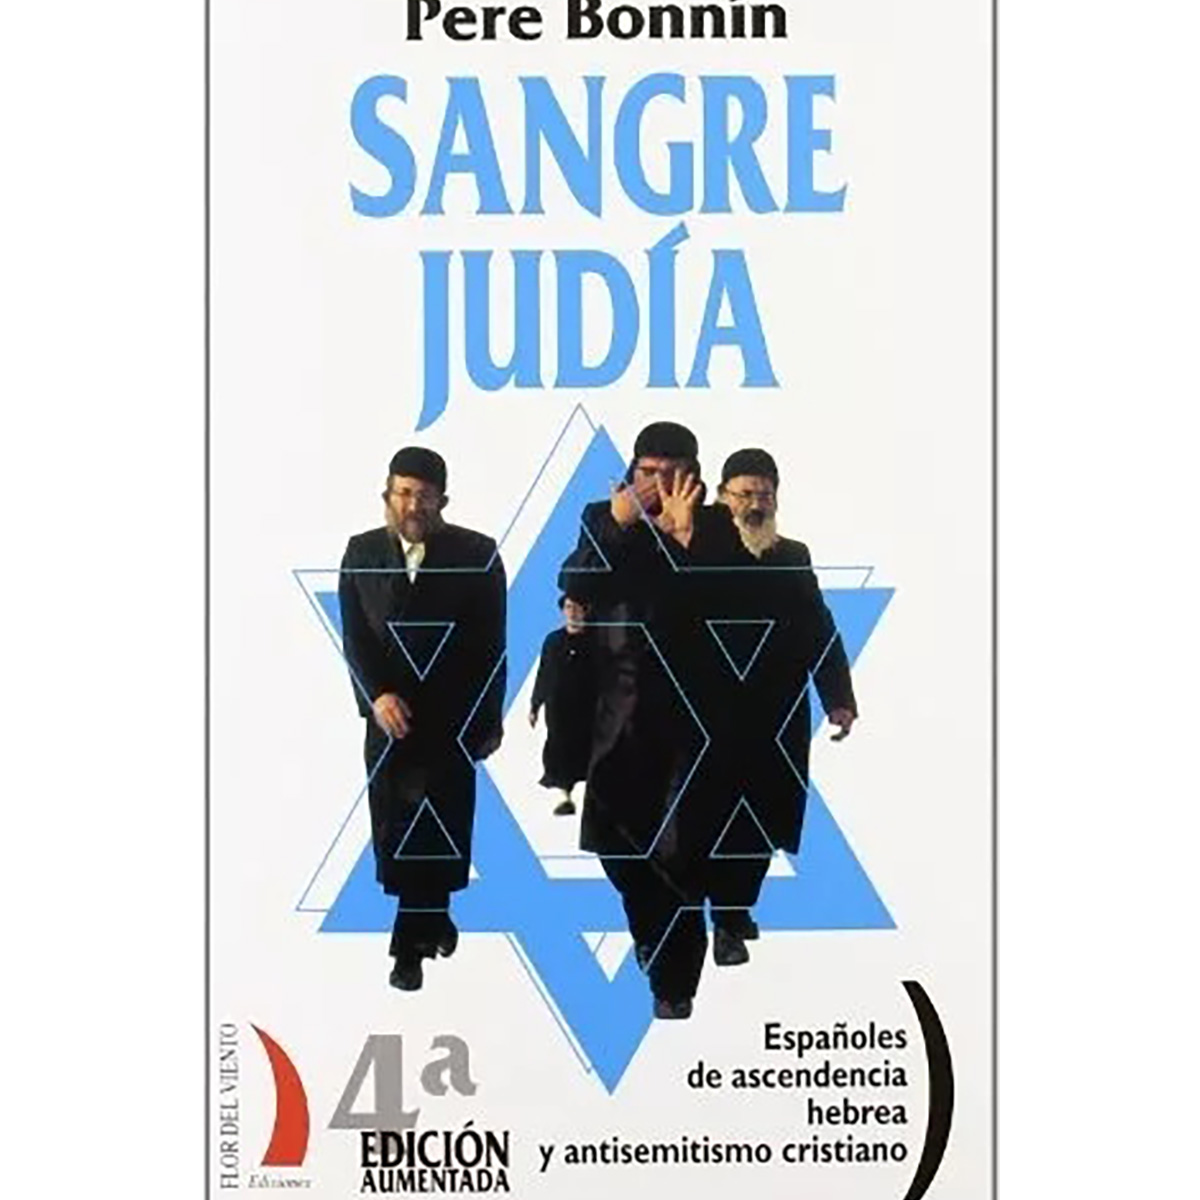 Pere Bonnín
SANGRE
JUDÍA
Españoles
de ascendencia
hebrea
y antisemitismo cristiano
4ª
EDICIÓN
AUMENTADA
FLOR DEL VIENTO
Ediciones